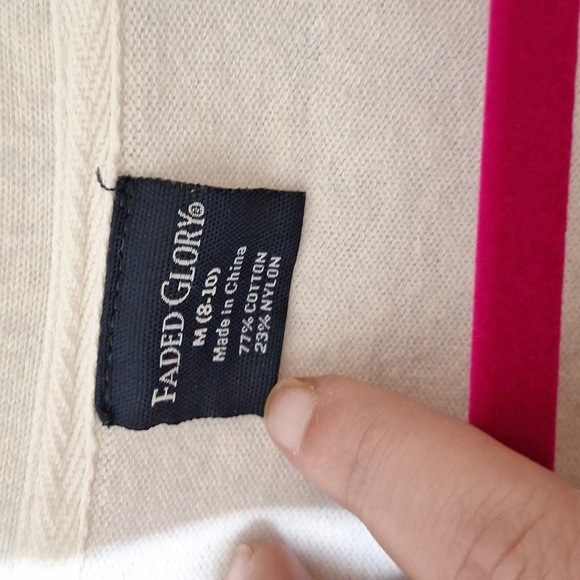 FADED GLORY®
M (8-10)
Made in China
77% COTTON
23% NYLON